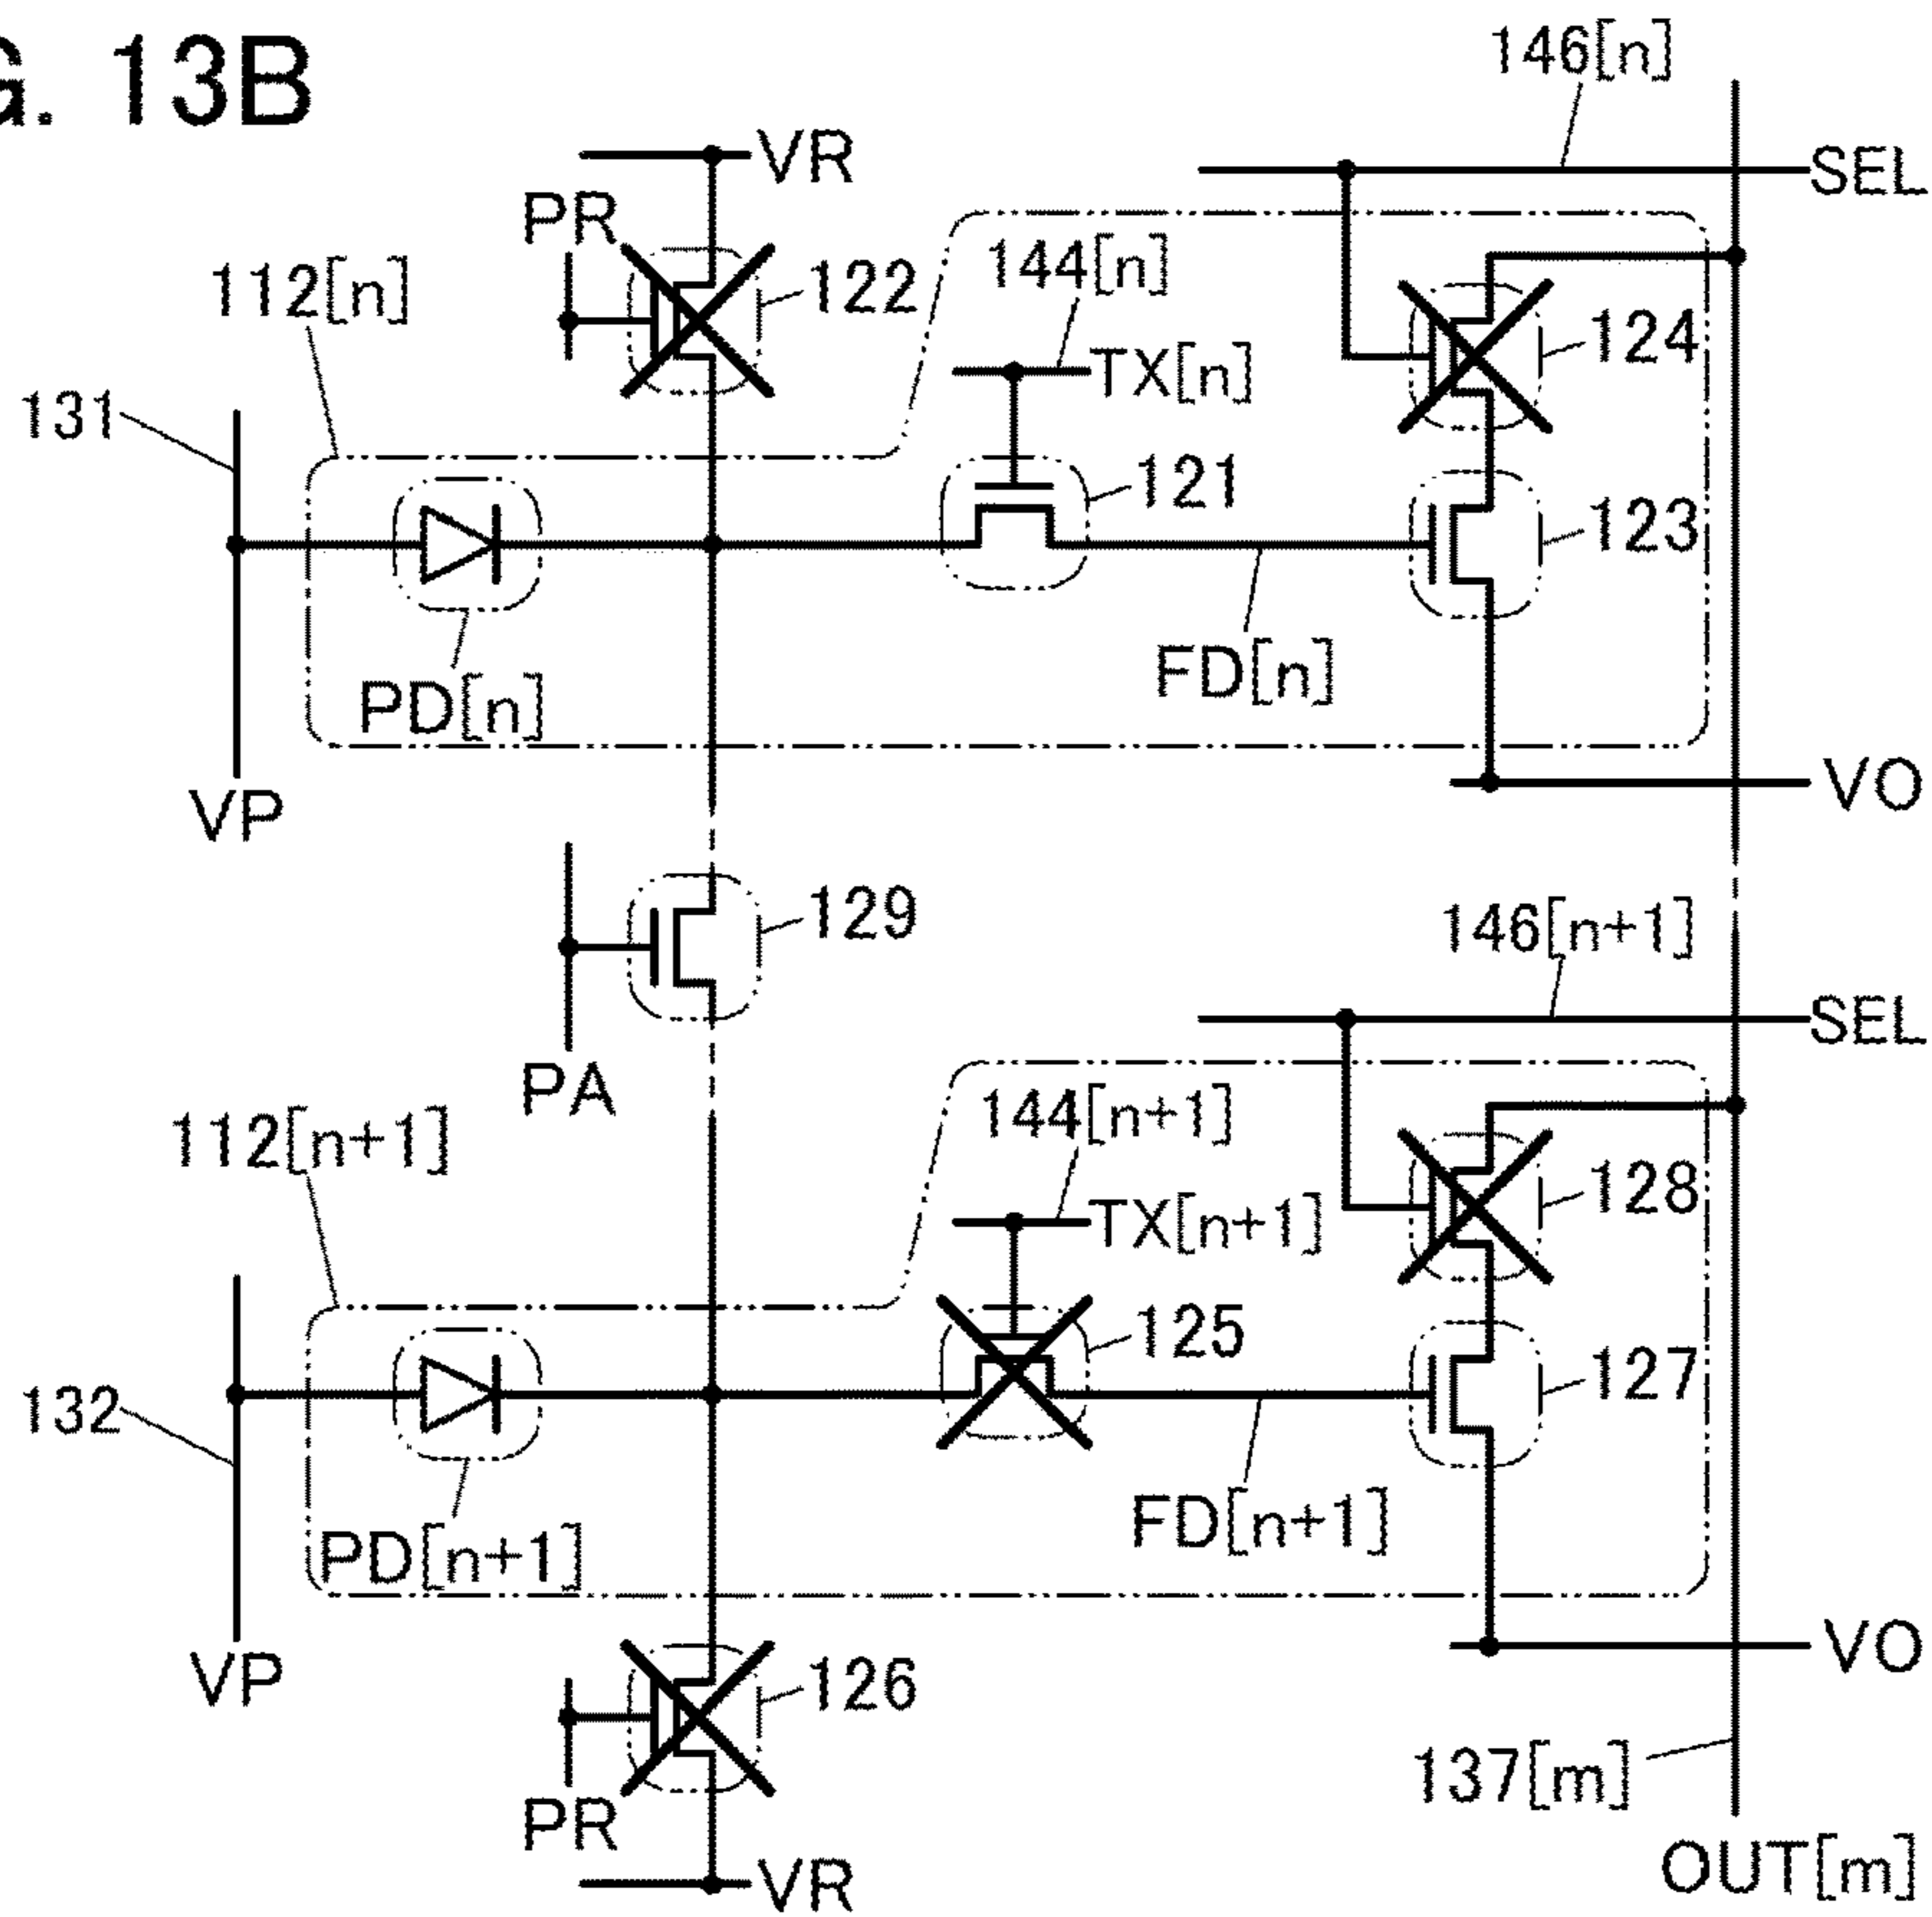 G. 13B
146[n]
VR
SEL
PR
144[n]
112[n]
122
124
TX[n]
131
121
123
FD[n]
PD[n]
VP
VO
129
146[n+1]
SEL
PA
144[n+1]
112[n+1]
128
TX[n+1]
125
127
132
FD[n+1]
PD[n+1]
VP
VO
126
137[m]
PR
VR
OUT[m]